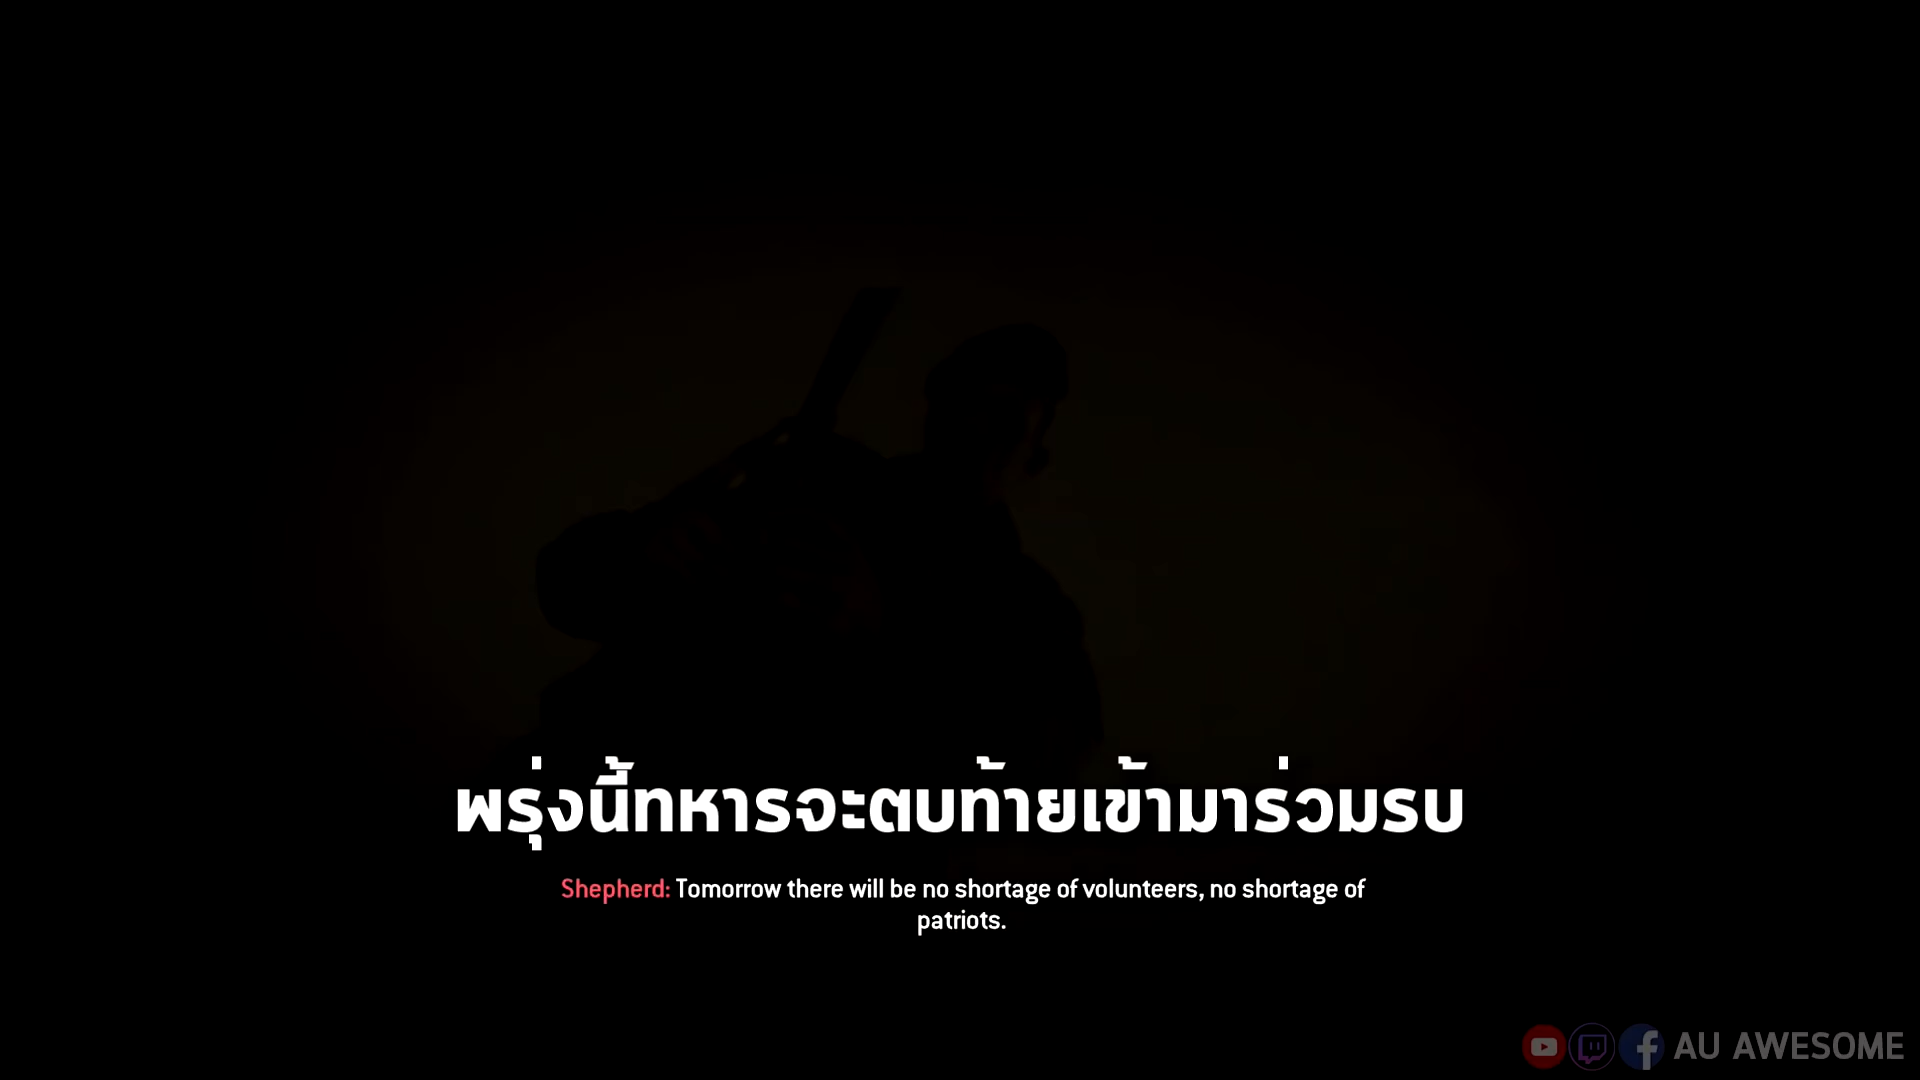 พรุ่งนี้ทหารจะตบท้ายเข้ามาร่วมรบ
Shepherd: Tomorrow there will be no shortage of volunteers, no shortage of
patriots.
AU AWESOME